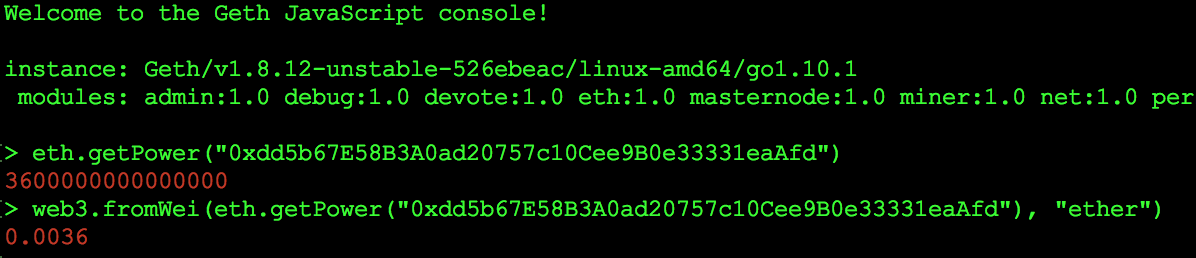 Welcome to the Geth JavaScript console!
instance: Geth/v1.8.12-unstable-526ebeac/linux-amd64/go1.10.1
modules: admin:1.0 debug:1.0 devote:1.0 eth:1.0 masternode:1.0 miner:1.0 net:1.0 per
> eth.getPower("0xdd5b67E58B3A0ad20757c10Cee9B0e33331eaAfd")
3600000000000000
> web3.fromWei(eth.getPower("0xdd5b67E58B3A0ad20757c10Cee9B0e33331eaAfd"), "ether")
0.0036